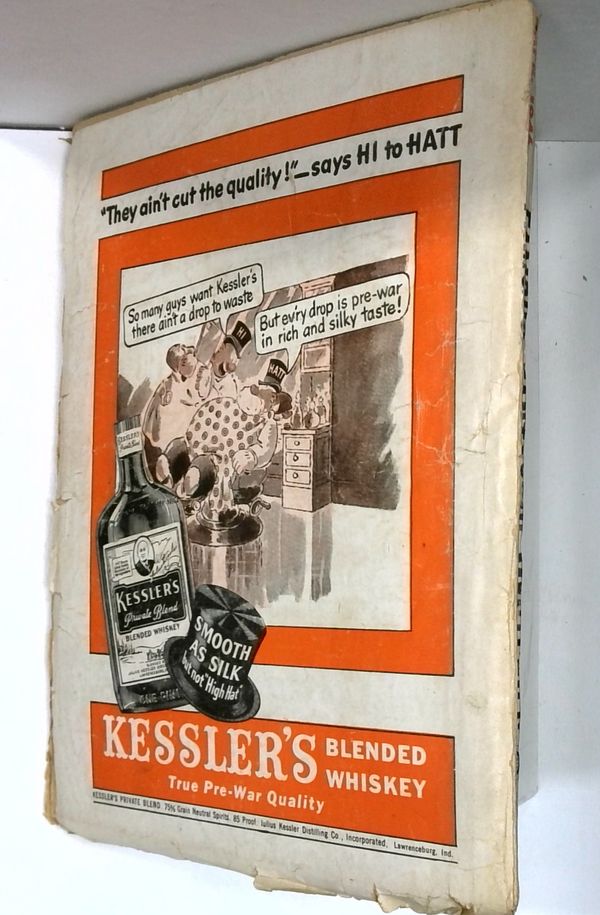 "They ain't cut the quality!"—says HI to HATT
So many guys want Kessler's
there ain't a drop to waste
But ev'ry drop is pre-war
in rich and silky taste!
HI
HATT
KESSLER'S
Private Blend
KESSLER'S
Private Blend
BLENDED WHISKEY
SMOOTH
AS SILK
but not "High Hat"
KESSLER'S BLENDED
WHISKEY
True Pre-War Quality
KESSLER'S PRIVATE BLEND. 75% Grain Neutral Spirits. 85 Proof. Julius Kessler Distilling Co., Incorporated, Lawrenceburg, Ind.